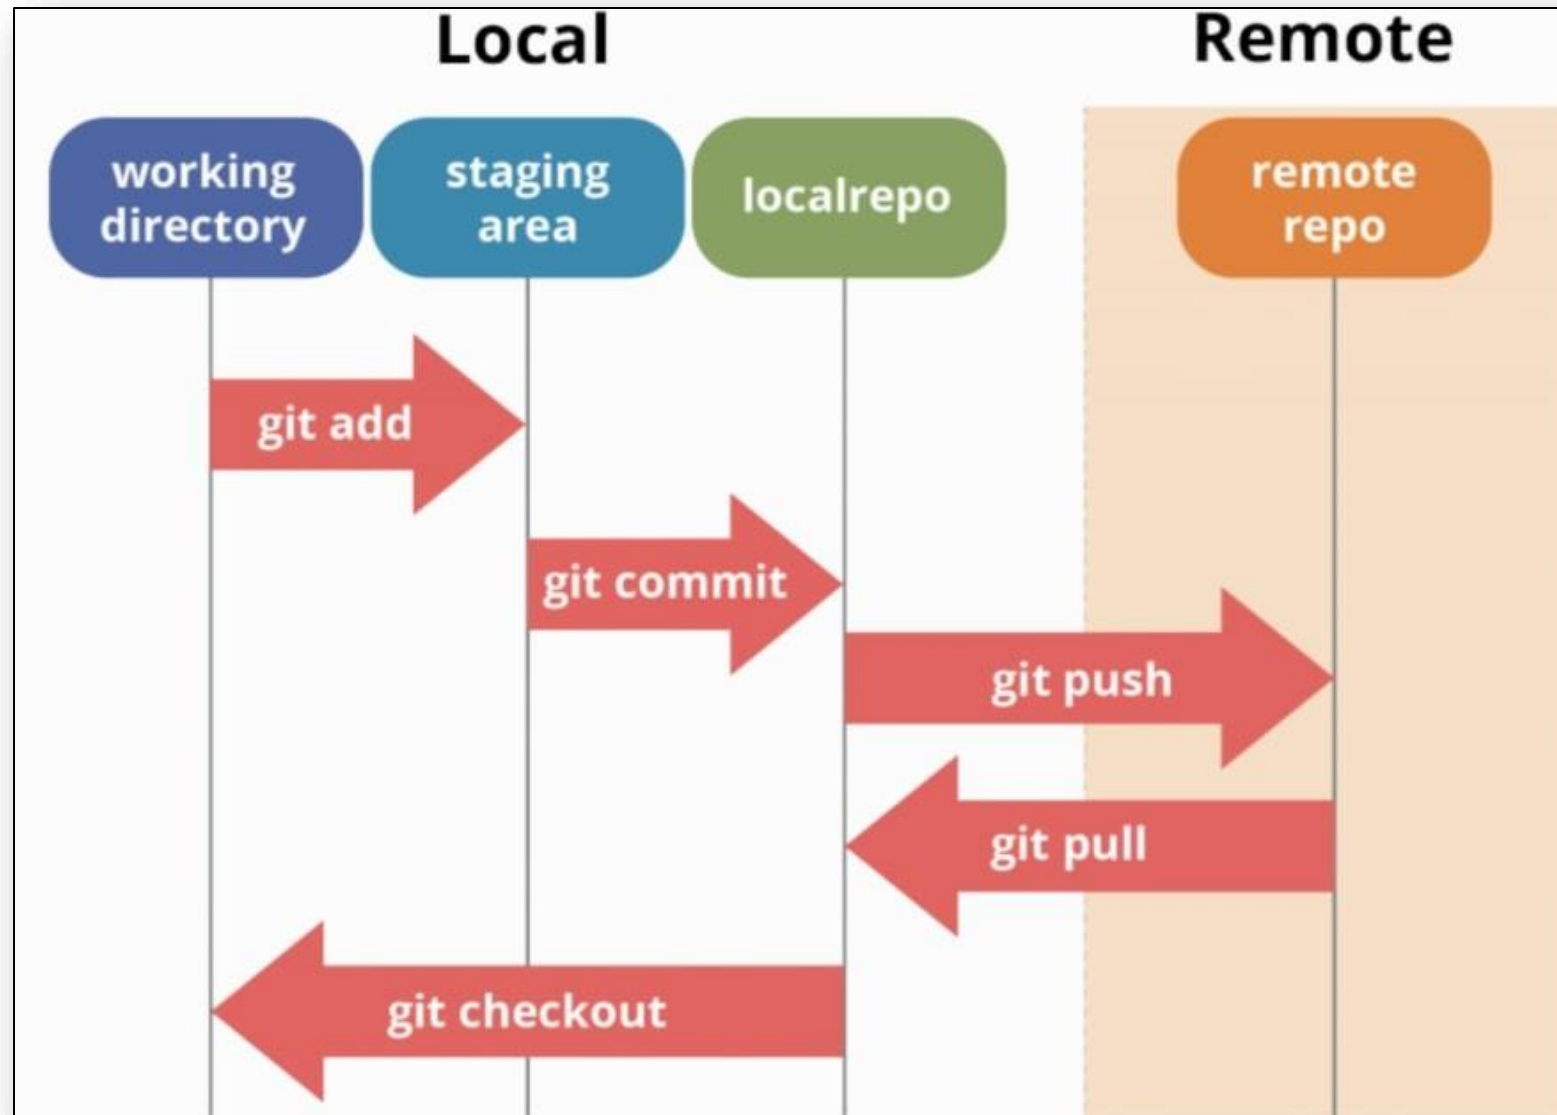 Local
Remote
working
directory
staging
area
localrepo
remote
repo
git add
git commit
git push
git pull
git checkout